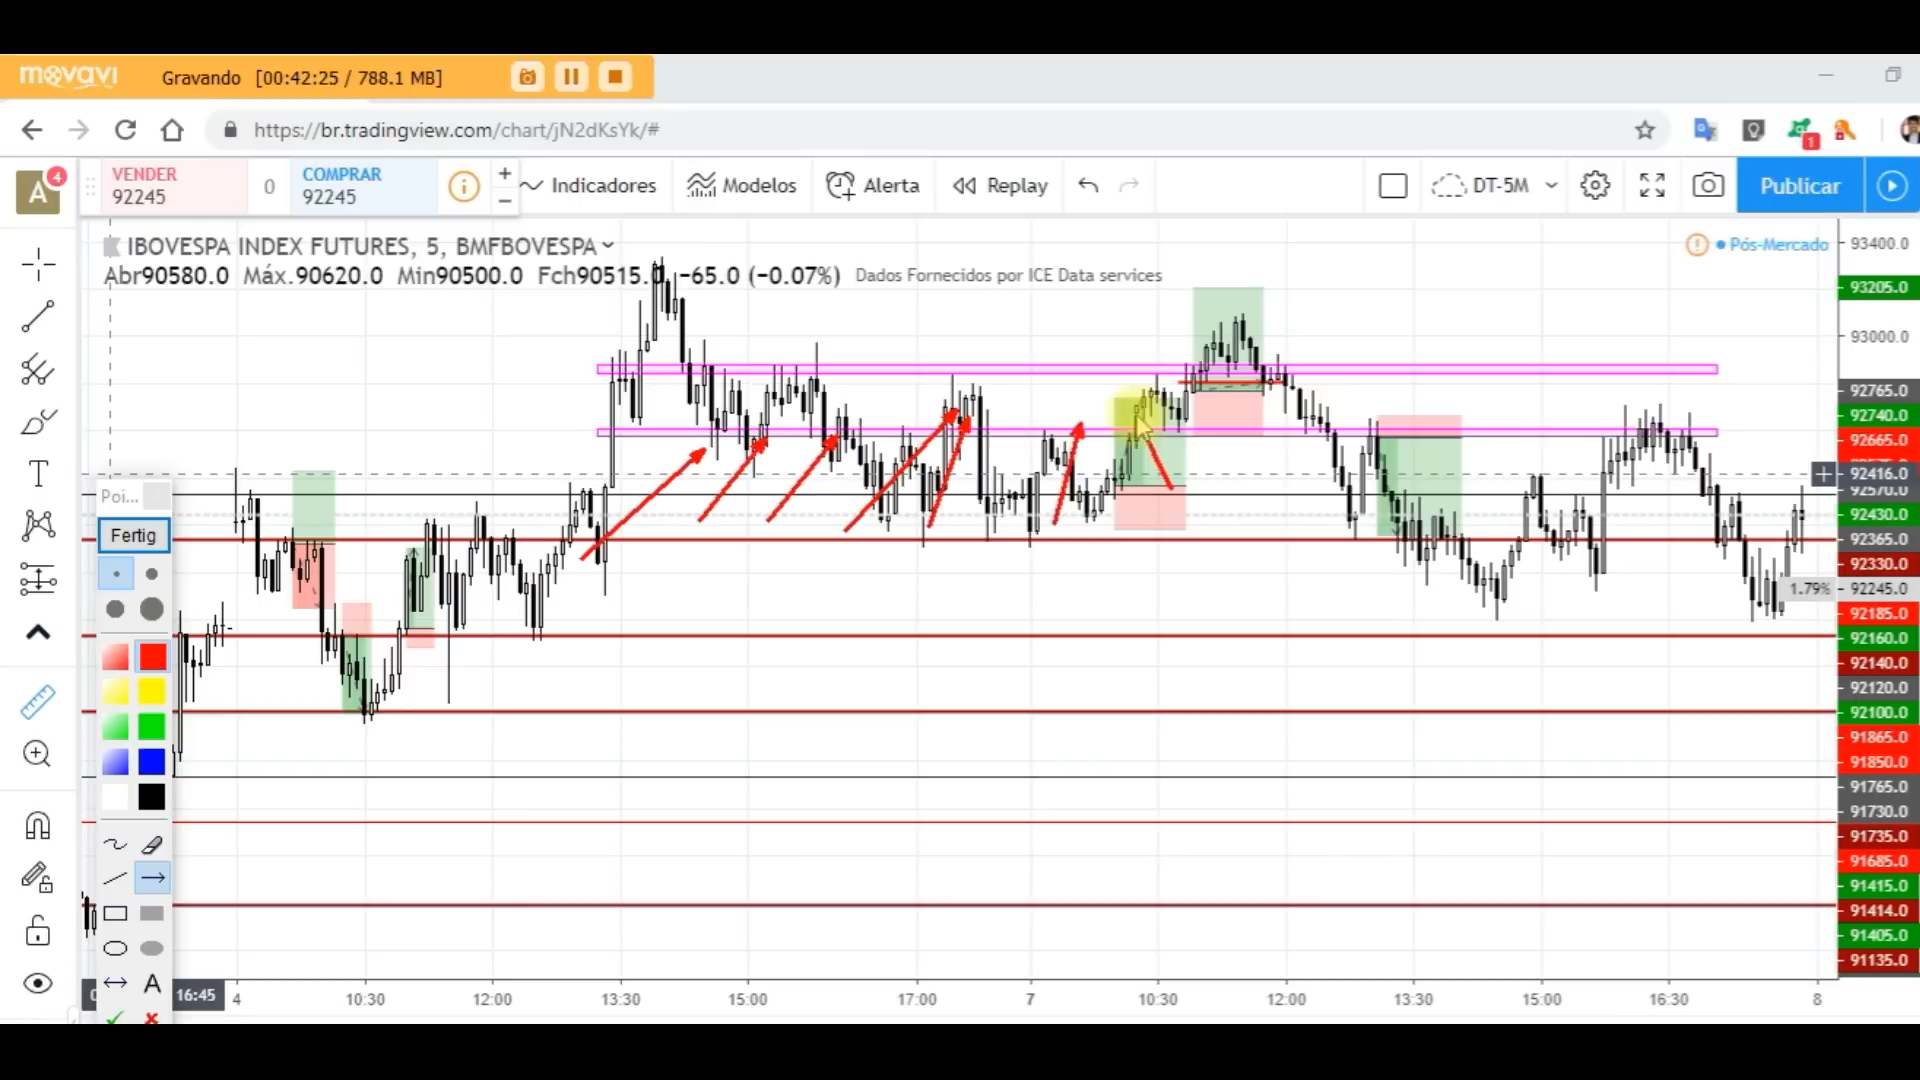 movavi Gravando [00:42:25 / 788.1 MB]
https://br.tradingview.com/chart/jN2dKsYk/#
1
A 4
VENDER
92245
0
COMPRAR
92245
Indicadores
Modelos
Alerta
Replay
DT-5M
Publicar
IBOVESPA INDEX FUTURES, 5, BMFBOVESPA
Abr90580.0 Máx.90620.0 Min90500.0 Fch90515.0 −65.0 (−0.07%) Dados Fornecidos por ICE Data services
Pós-Mercado
93400.0
93205.0
93000.0
92765.0
92740.0
92665.0
92416.0
92570.0
92430.0
92365.0
92330.0
1.79% 92245.0
92185.0
92160.0
92140.0
92120.0
92100.0
91865.0
91850.0
91765.0
91730.0
91735.0
91685.0
91415.0
91414.0
91405.0
91135.0
Poi...
Fertig
T
A
16:45 4 10:30 12:00 13:30 15:00 17:00 7 10:30 12:00 13:30 15:00 16:30 8